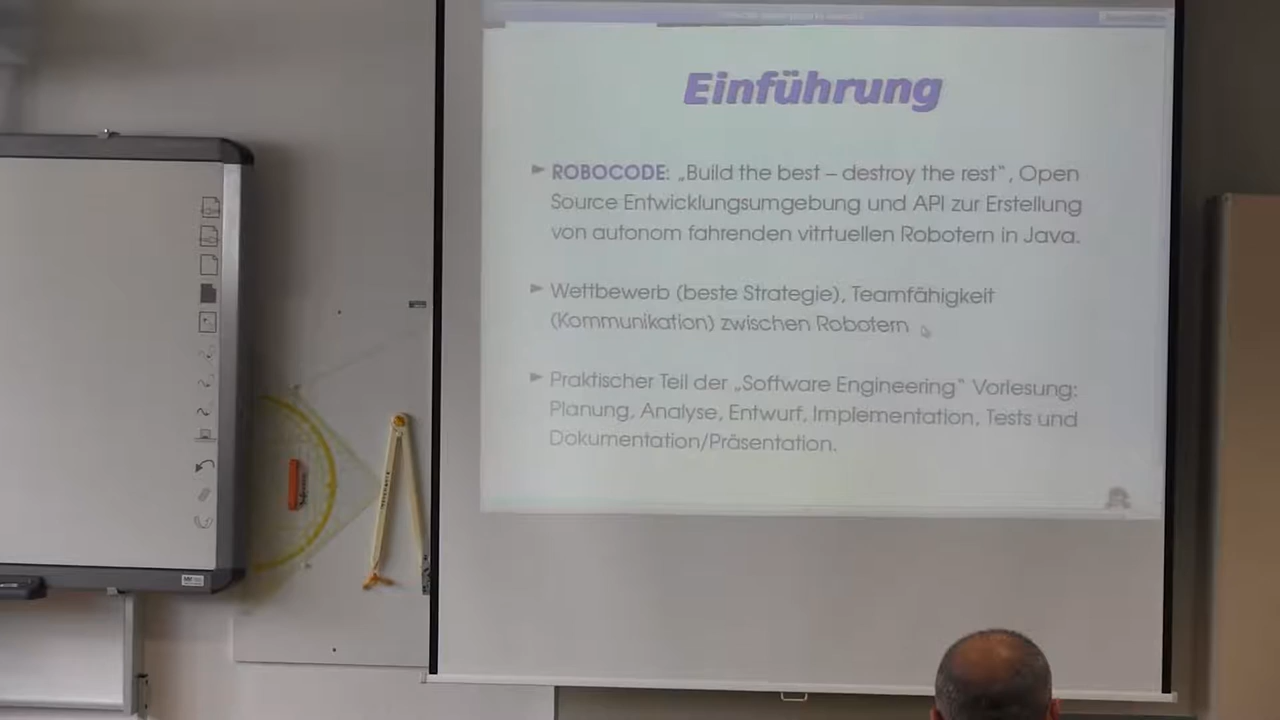 Einführung
ROBOCODE: „Build the best – destroy the rest“, Open
Source Entwicklungsumgebung und API zur Erstellung
von autonom fahrenden vitrtuellen Robotern in Java.
Wettbewerb (beste Strategie), Teamfähigkeit
(Kommunikation) zwischen Robotern
Praktischer Teil der „Software Engineering“ Vorlesung:
Planung, Analyse, Entwurf, Implementation, Tests und
Dokumentation/Präsentation.